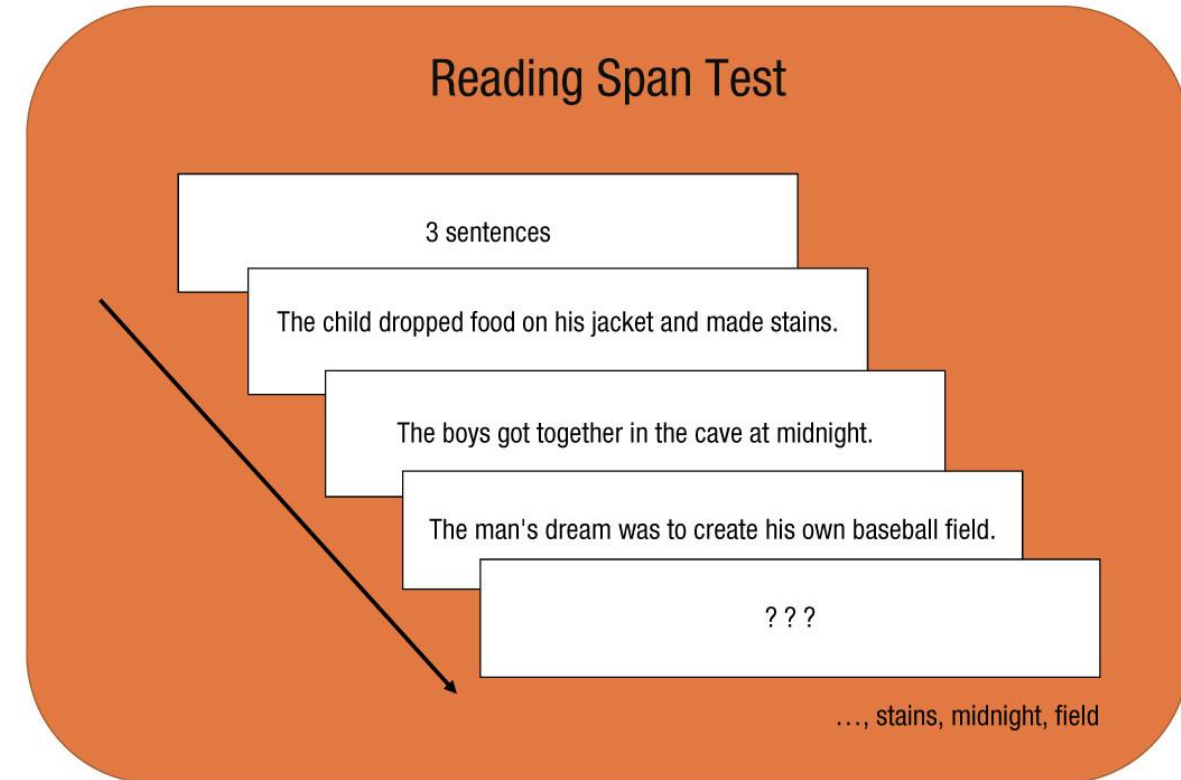 Reading Span Test
3 sentences
The child dropped food on his jacket and made stains.
The boys got together in the cave at midnight.
The man's dream was to create his own baseball field.
? ? ?
…, stains, midnight, field